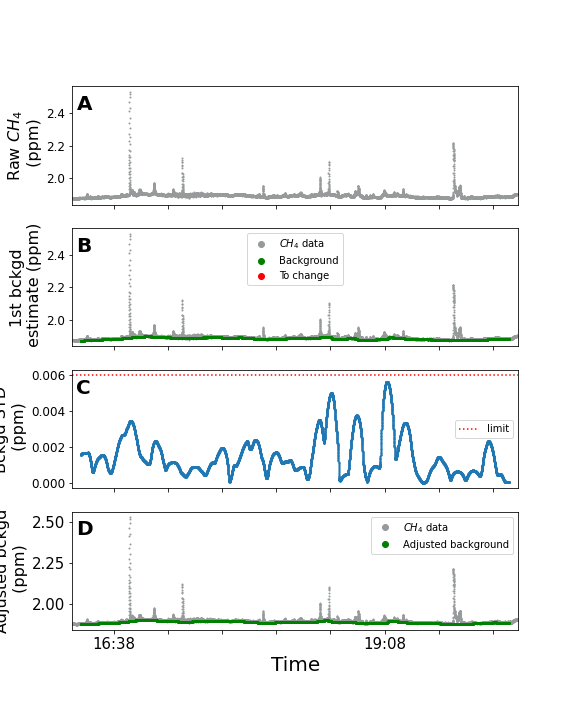 A
Raw CH4
(ppm)
2.4
2.2
2.0
B
1st bckgd
estimate (ppm)
2.4
2.2
2.0
CH4 data
Background
To change
C
(ppm)
0.006
0.004
0.002
0.000
limit
D
Adjusted bckgd
(ppm)
2.50
2.25
2.00
CH4 data
Adjusted background
16:38
19:08
Time